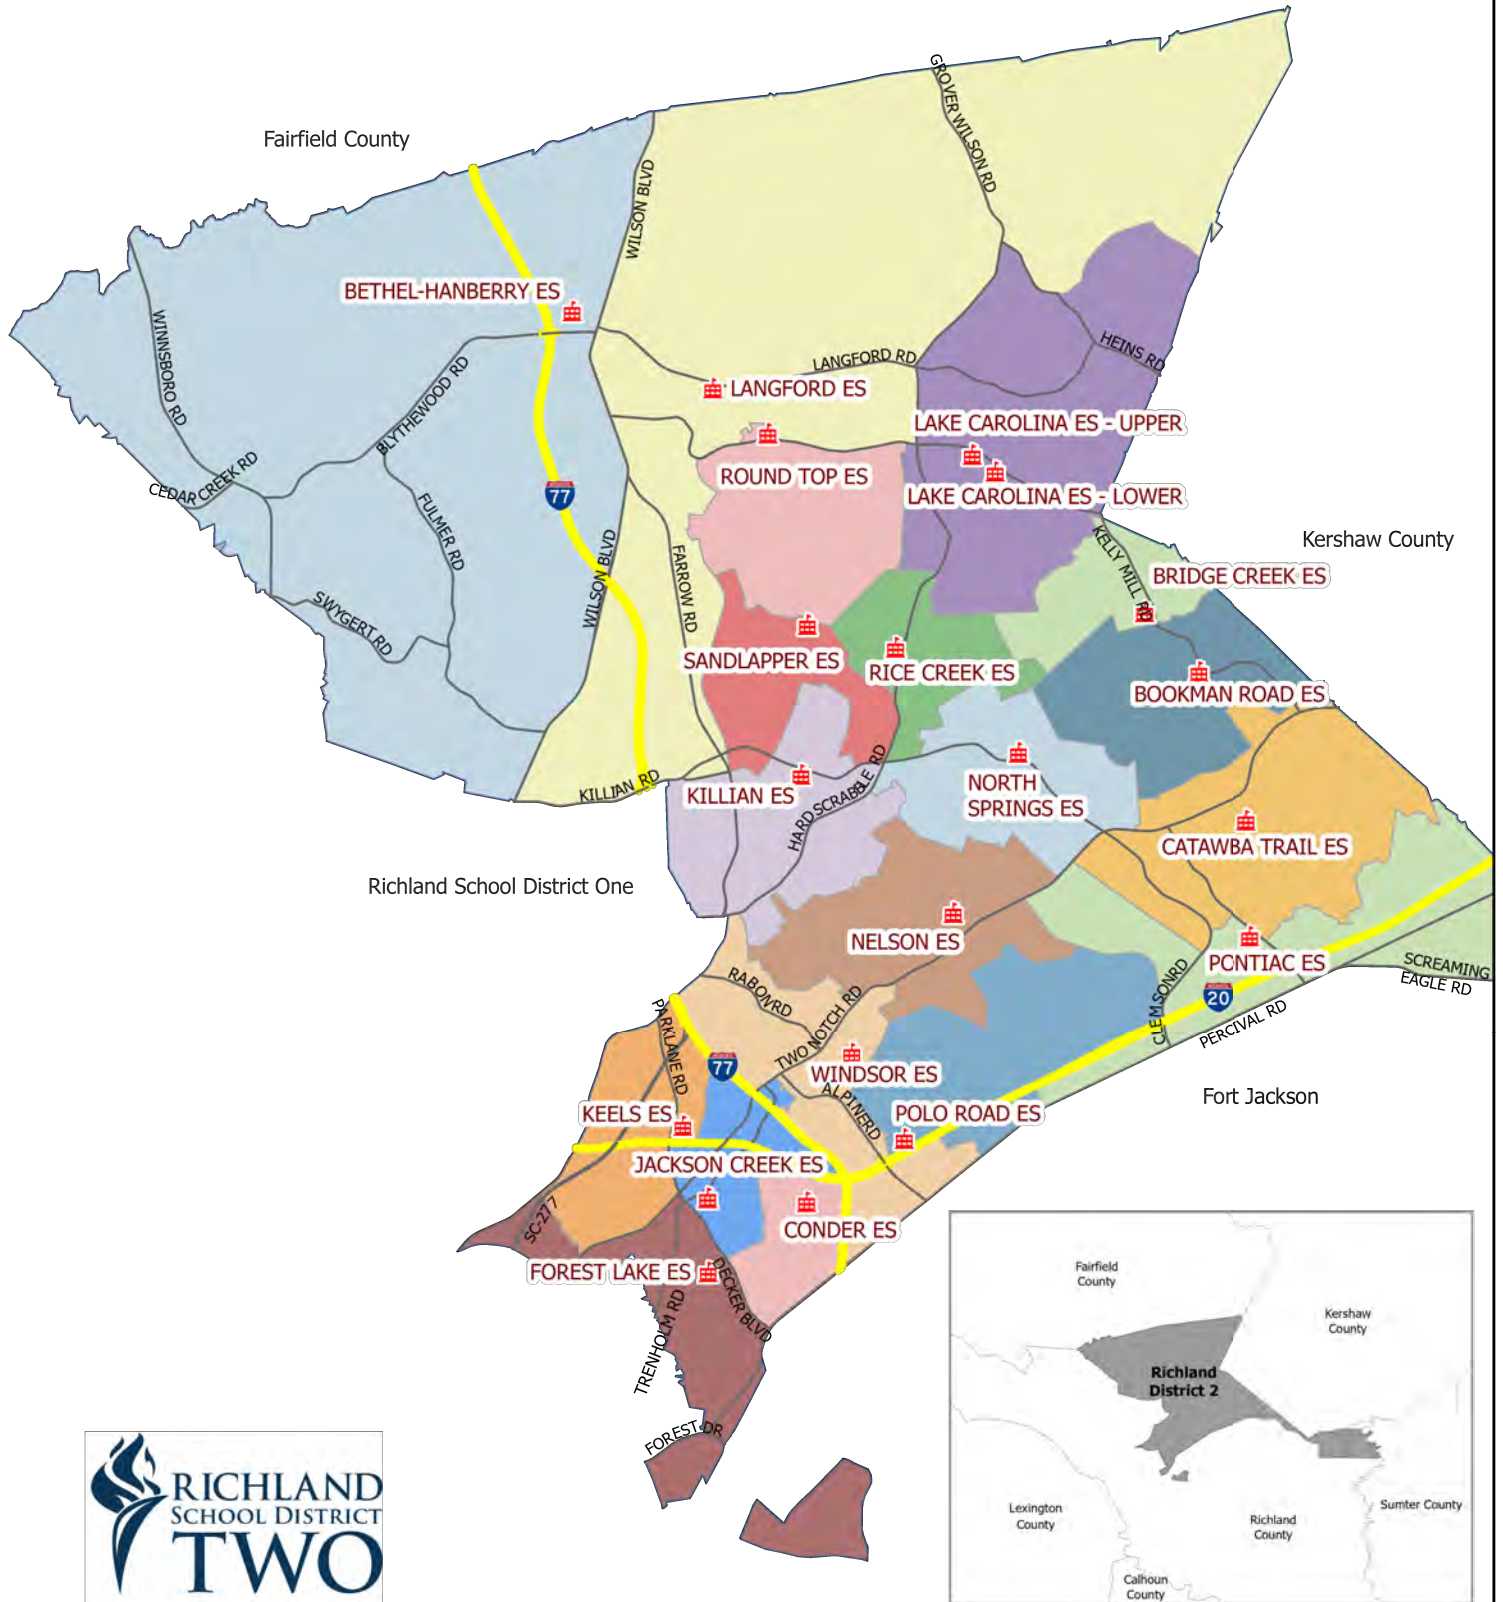 GROVER WILSON RD
Fairfield County
WILSON BLVD
BETHEL-HANBERRY ES
WINNSBORO RD
HEINS RD
LANGFORD RD
BLYTHEWOOD RD
LANGFORD ES
LAKE CAROLINA ES - UPPER
ROUND TOP ES
CEDAR CREEK RD
77
LAKE CAROLINA ES - LOWER
FULMER RD
KELLY MILL RD
Kershaw County
WILSON BLVD
FARROW RD
BRIDGE CREEK ES
SWYGERT RD
SANDLAPPER ES
RICE CREEK ES
BOOKMAN ROAD ES
KILLIAN RD
KILLIAN ES
HARD SCRABBLE RD
NORTH
SPRINGS ES
CATAWBA TRAIL ES
Richland School District One
NELSON ES
PONTIAC ES
SCREAMING
EAGLE RD
RABON RD
TWO NOTCH RD
CLEMSON RD
20
PERCIVAL RD
PARKLANE RD
77
WINDSOR ES
ALPINE RD
Fort Jackson
KEELS ES
POLO ROAD ES
JACKSON CREEK ES
SC-277
CONDER ES
FOREST LAKE ES
DECKER BLVD
TRENHOLM RD
FOREST DR
Fairfield
County
Kershaw
County
Richland
District 2
Lexington
County
Richland
County
Sumter County
Calhoun
County
RICHLAND
SCHOOL DISTRICT
TWO